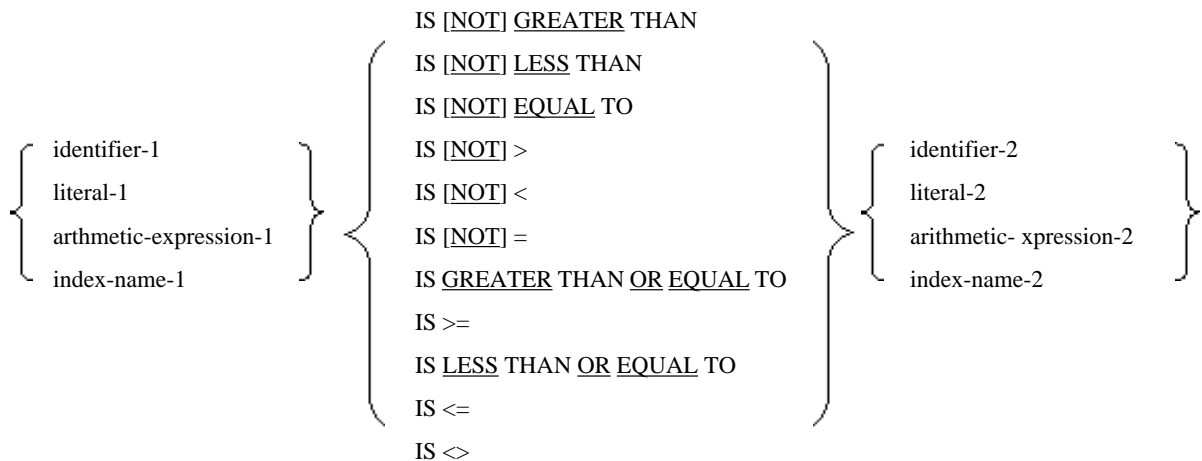 identifier-1
literal-1
arthmetic-expression-1
index-name-1
IS [NOT] GREATER THAN
IS [NOT] LESS THAN
IS [NOT] EQUAL TO
IS [NOT] >
IS [NOT] <
IS [NOT] =
IS GREATER THAN OR EQUAL TO
IS >=
IS LESS THAN OR EQUAL TO
IS <=
IS <>
identifier-2
literal-2
arithmetic- xpression-2
index-name-2